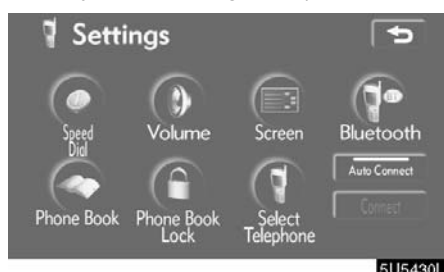 Settings
Speed
Dial
Volume
Screen
Bluetooth
Auto Connect
Phone Book
Phone Book
Lock
Select
Telephone
Connect
5U5430L